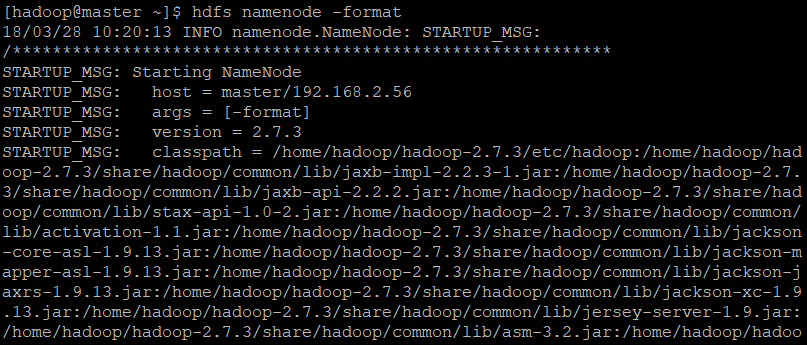 [hadoop@master ~]$ hdfs namenode -format
18/03/28 10:20:13 INFO namenode.NameNode: STARTUP_MSG:
/************************************************************
STARTUP_MSG: Starting NameNode
STARTUP_MSG:   host = master/192.168.2.56
STARTUP_MSG:   args = [-format]
STARTUP_MSG:   version = 2.7.3
STARTUP_MSG:   classpath = /home/hadoop/hadoop-2.7.3/etc/hadoop:/home/hadoop/had
oop-2.7.3/share/hadoop/common/lib/jaxb-impl-2.2.3-1.jar:/home/hadoop/hadoop-2.7.
3/share/hadoop/common/lib/jaxb-api-2.2.2.jar:/home/hadoop/hadoop-2.7.3/share/had
oop/common/lib/stax-api-1.0-2.jar:/home/hadoop/hadoop-2.7.3/share/hadoop/common/
lib/activation-1.1.jar:/home/hadoop/hadoop-2.7.3/share/hadoop/common/lib/jackson
-core-asl-1.9.13.jar:/home/hadoop/hadoop-2.7.3/share/hadoop/common/lib/jackson-m
apper-asl-1.9.13.jar:/home/hadoop/hadoop-2.7.3/share/hadoop/common/lib/jackson-j
axrs-1.9.13.jar:/home/hadoop/hadoop-2.7.3/share/hadoop/common/lib/jackson-xc-1.9
.13.jar:/home/hadoop/hadoop-2.7.3/share/hadoop/common/lib/jersey-server-1.9.jar:
/home/hadoop/hadoop-2.7.3/share/hadoop/common/lib/asm-3.2.jar:/home/hadoop/hadoo